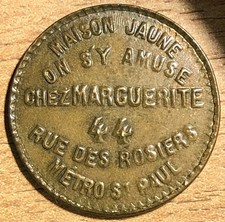 MAISON JAUNE
ON S'Y AMUSE
CHEZ MARGUERITE
44
RUE DES ROSIERS
METRO ST PAUL